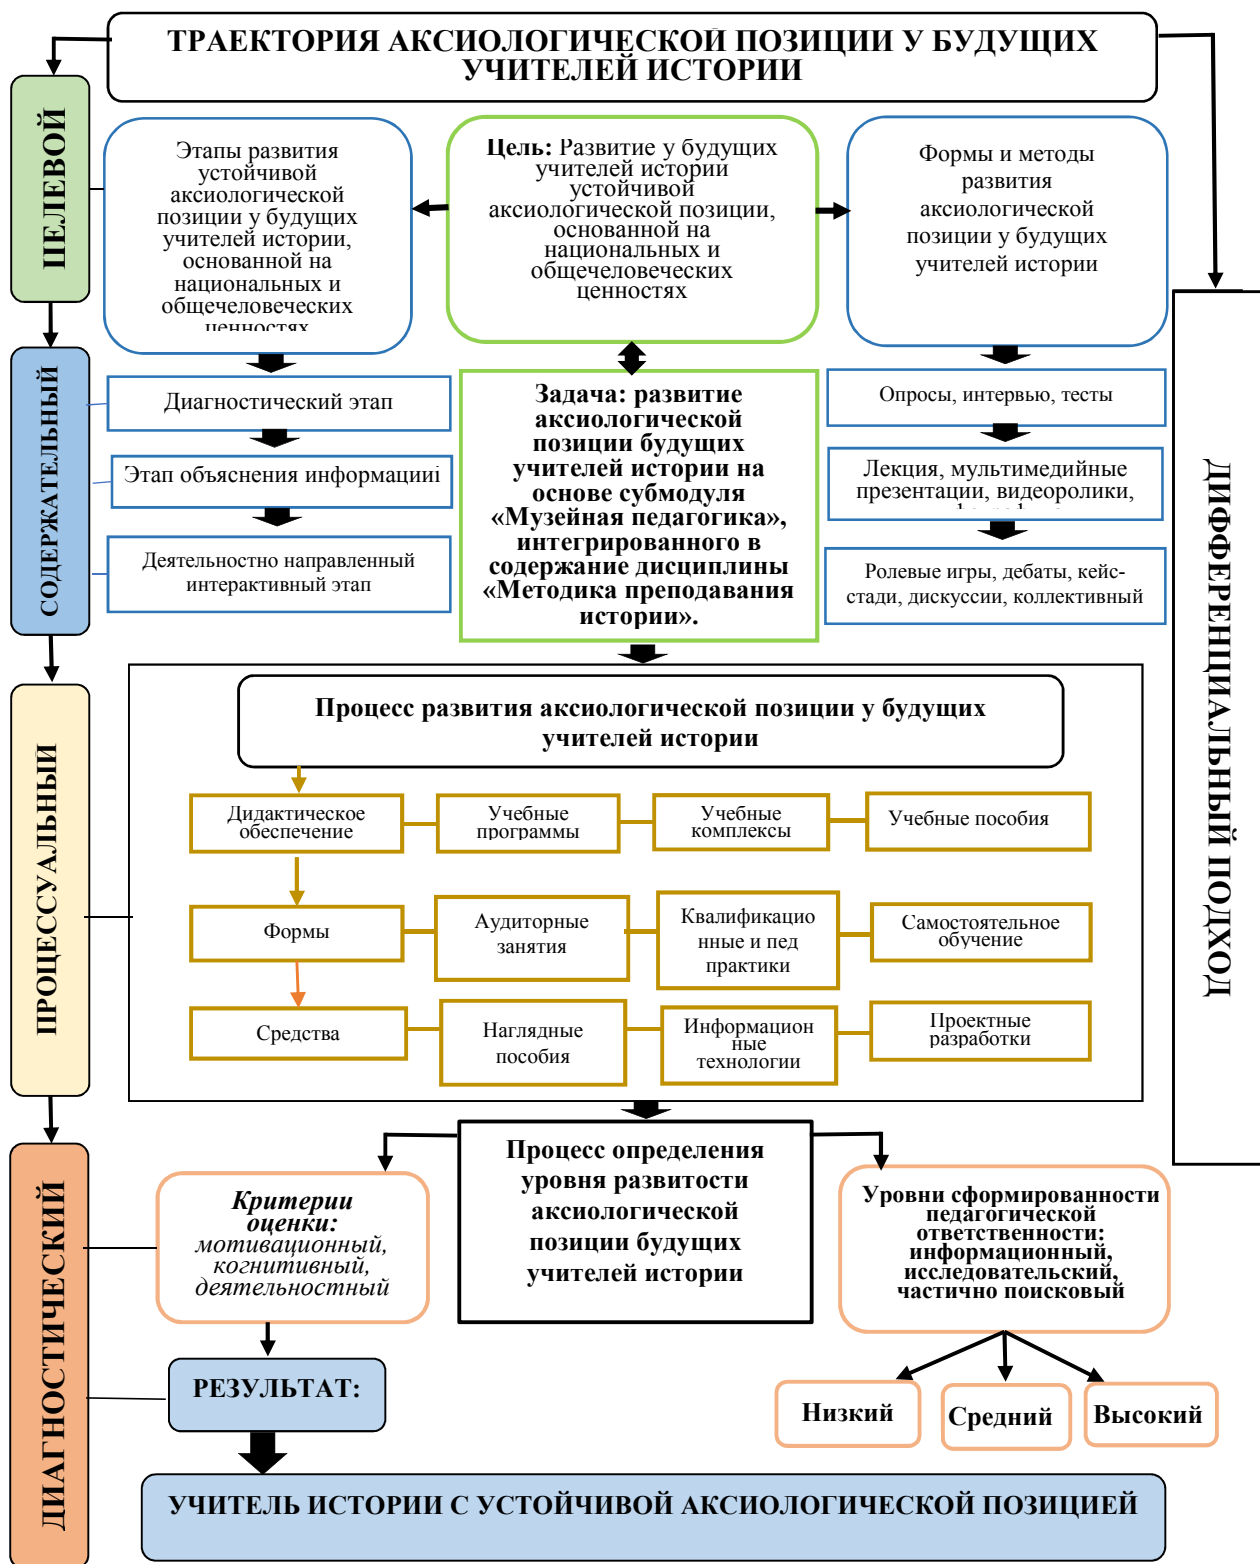 ТРАЕКТОРИЯ АКСИОЛОГИЧЕСКОЙ ПОЗИЦИИ У БУДУЩИХ
УЧИТЕЛЕЙ ИСТОРИИ
ЦЕЛЕВОЙ
Этапы развития
устойчивой
аксиологической
позиции у будущих
учителей истории,
основанной на
национальных и
общечеловеческих
ценностях
Цель: Развитие у будущих
учителей истории
устойчивой
аксиологической позиции,
основанной на
национальных и
общечеловеческих
ценностях
Формы и методы
развития
аксиологической
позиции у будущих
учителей истории
ДИФФЕРЕНЦИАЛЬНЫЙ ПОДХОД
СОДЕРЖАТЕЛЬНЫЙ
Диагностический этап
Этап объяснения информации
Деятельностно направленный
интерактивный этап
Задача: развитие
аксиологической
позиции будущих
учителей истории на
основе субмодуля
«Музейная педагогика»,
интегрированного в
содержание дисциплины
«Методика преподавания
истории».
Опросы, интервью, тесты
Лекция, мультимедийные
презентации, видеоролики,
Ролевые игры, дебаты, кейс-
стади, дискуссии, коллективный
ПРОЦЕССУАЛЬНЫЙ
Процесс развития аксиологической позиции у будущих
учителей истории
Дидактическое
обеспечение
Учебные
программы
Учебные
комплексы
Учебные пособия
Формы
Аудиторные
занятия
Квалификацио
нные и пед
практики
Самостоятельное
обучение
Средства
Наглядные
пособия
Информацион
ные
технологии
Проектные
разработки
ДИАГНОСТИЧЕСКИЙ
Критерии
оценки:
мотивационный,
когнитивный,
деятельностный
Процесс определения
уровня развитости
аксиологической
позиции будущих
учителей истории
Уровни сформированности
педагогической
ответственности:
информационный,
исследовательский,
частично поисковый
РЕЗУЛЬТАТ:
Низкий
Средний
Высокий
УЧИТЕЛЬ ИСТОРИИ С УСТОЙЧИВОЙ АКСИОЛОГИЧЕСКОЙ ПОЗИЦИЕЙ